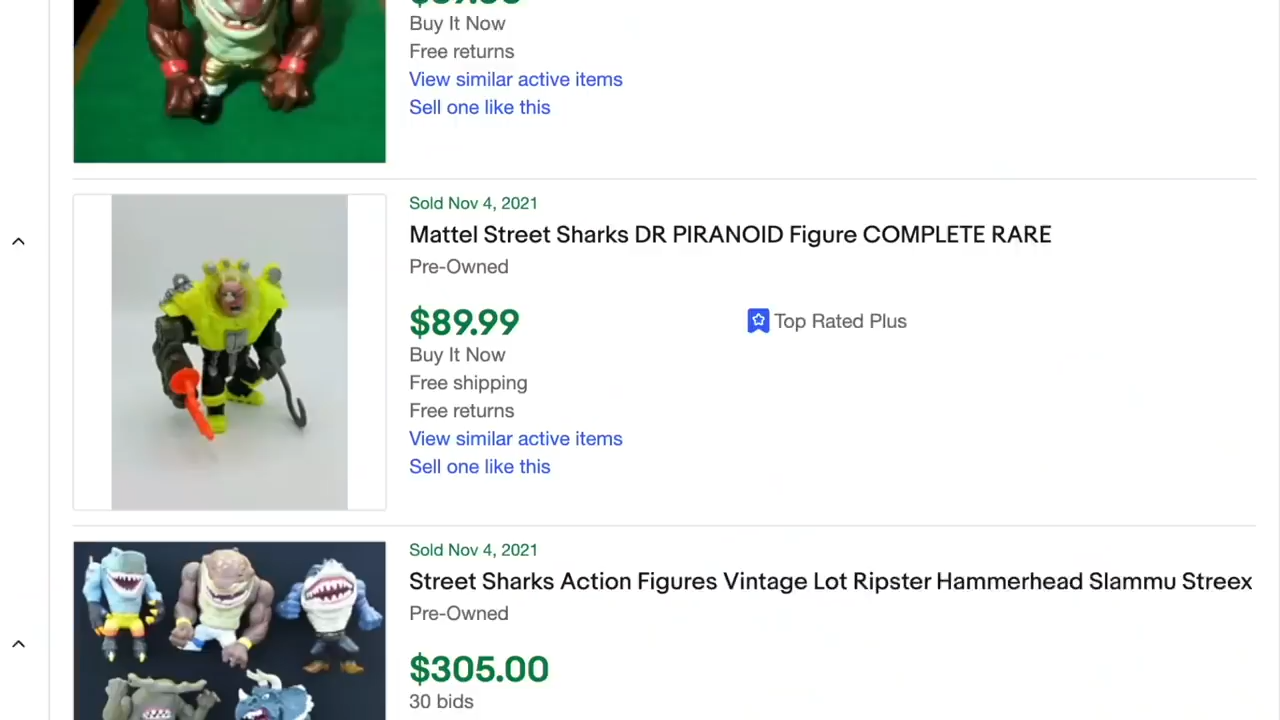 Buy It Now
Free returns
View similar active items
Sell one like this
Sold Nov 4, 2021
Mattel Street Sharks DR PIRANOID Figure COMPLETE RARE
Pre-Owned
$89.99
Top Rated Plus
Buy It Now
Free shipping
Free returns
View similar active items
Sell one like this
Sold Nov 4, 2021
Street Sharks Action Figures Vintage Lot Ripster Hammerhead Slammu Streex
Pre-Owned
$305.00
30 bids